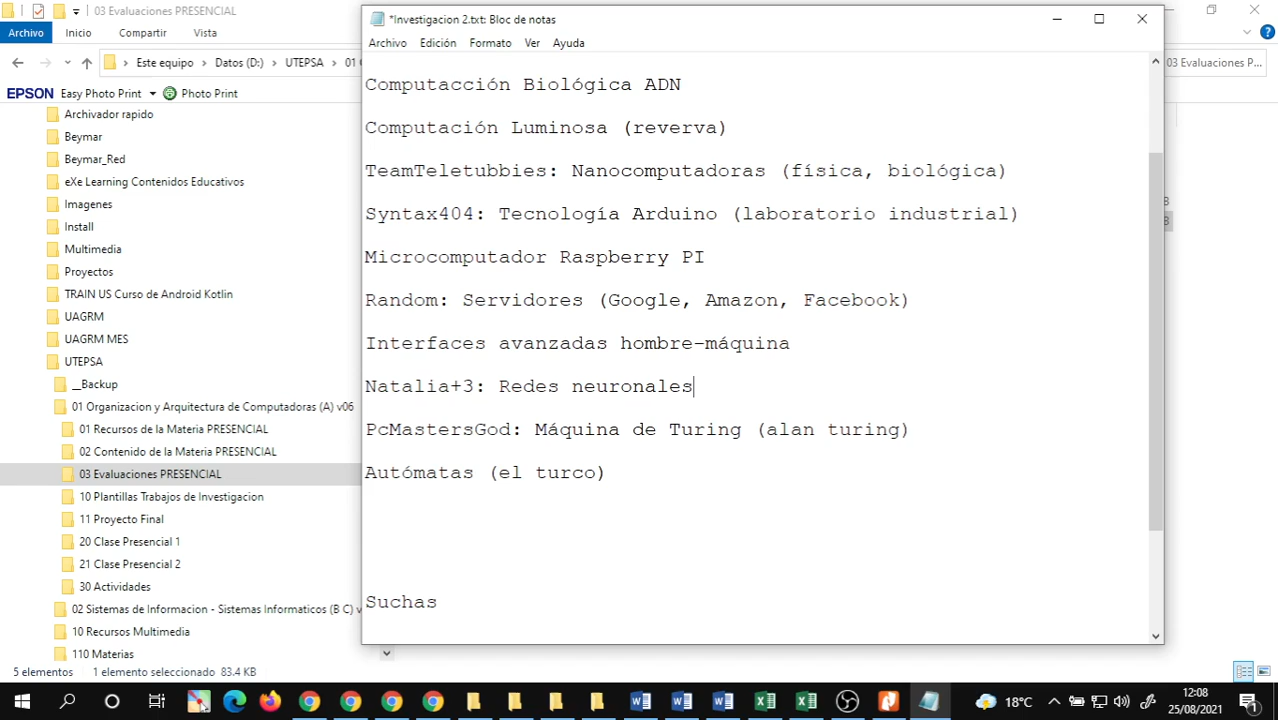 03 Evaluaciones PRESENCIAL
*Investigacion 2.txt: Bloc de notas
Archivo Inicio Compartir Vista
Archivo Edición Formato Ver Ayuda
Este equipo Datos (D:) UTEPSA 01
03 Evaluaciones P...
EPSON Easy Photo Print Photo Print
Archivador rapido
Beymar
Beymar_Red
eXe Learning Contenidos Educativos
Imagenes
Install
Multimedia
Proyectos
TRAIN US Curso de Android Kotlin
UAGRM
UAGRM MES
UTEPSA
__Backup
01 Organizacion y Arquitectura de Computadoras (A) v06
01 Recursos de la Materia PRESENCIAL
02 Contenido de la Materia PRESENCIAL
03 Evaluaciones PRESENCIAL
10 Plantillas Trabajos de Investigacion
11 Proyecto Final
20 Clase Presencial 1
21 Clase Presencial 2
30 Actividades
02 Sistemas de Informacion - Sistemas Informaticos (B C) v
10 Recursos Multimedia
110 Materias
Computacción Biológica ADN
Computación Luminosa (reverva)
TeamTeletubbies: Nanocomputadoras (física, biológica)
Syntax404: Tecnología Arduino (laboratorio industrial)
Microcomputador Raspberry PI
Random: Servidores (Google, Amazon, Facebook)
Interfaces avanzadas hombre-máquina
Natalia+3: Redes neuronales
PcMastersGod: Máquina de Turing (alan turing)
Autómatas (el turco)
Suchas
B
B
5 elementos 1 elemento seleccionado 83.4 KB
18°C
12:08
25/08/2021
1